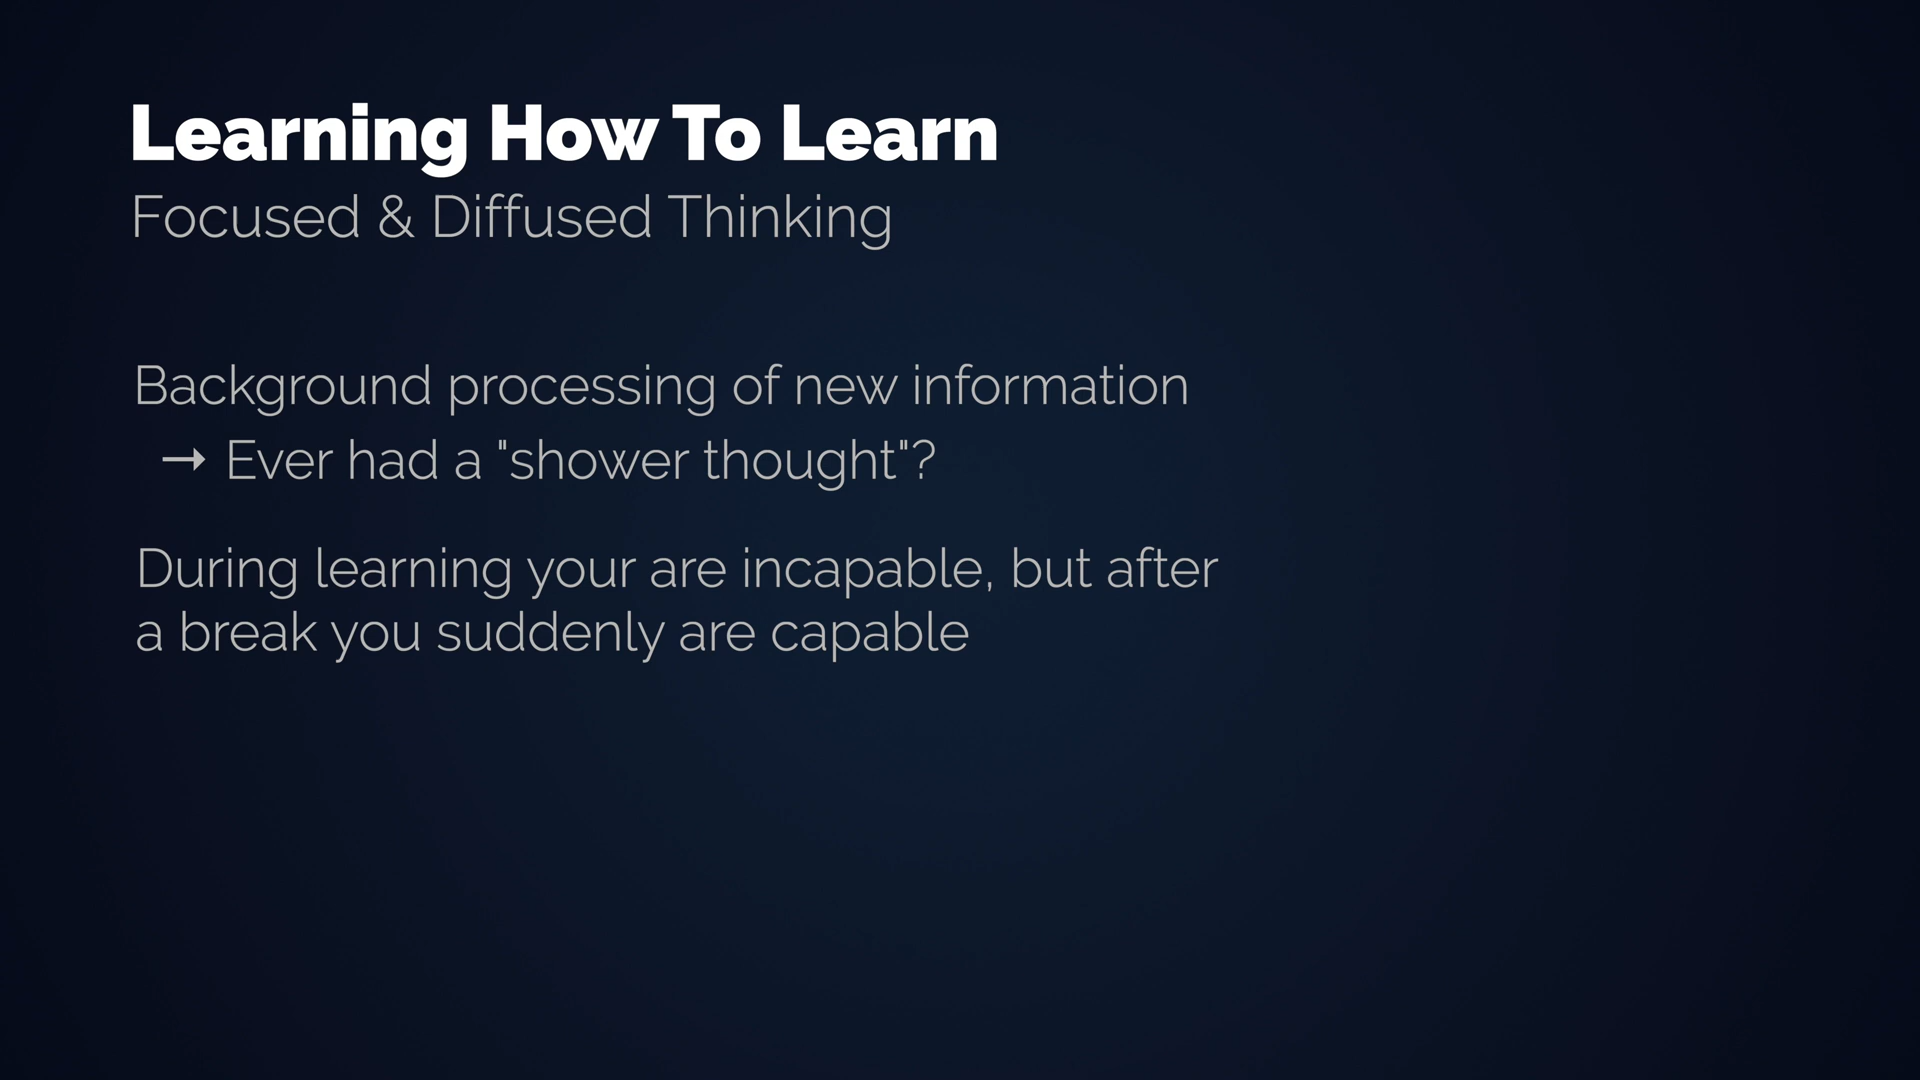 Learning How To Learn
Focused & Diffused Thinking
Background processing of new information
→ Ever had a "shower thought"?
During learning your are incapable, but after
a break you suddenly are capable